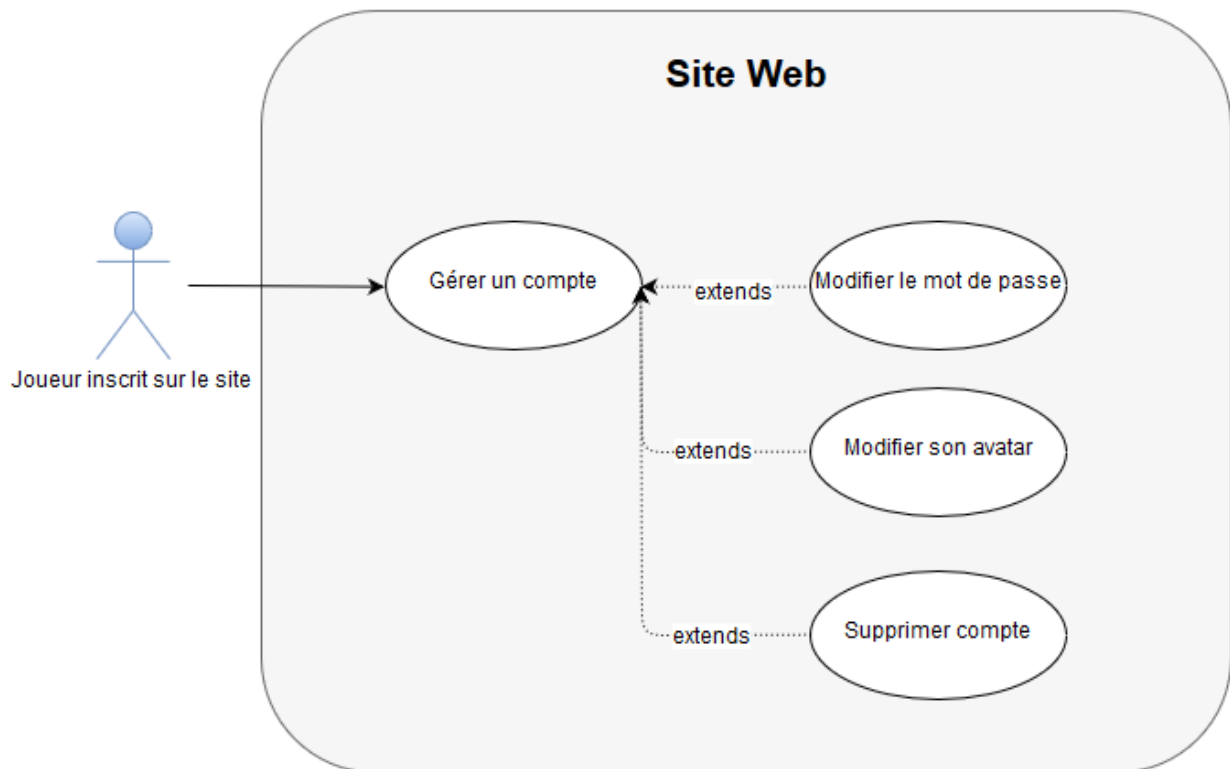 Site Web
Gérer un compte
extends
Modifier le mot de passe
Joueur inscrit sur le site
extends
Modifier son avatar
extends
Supprimer compte